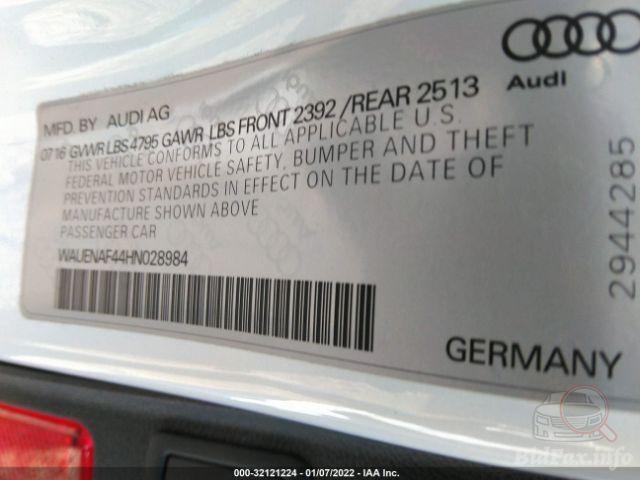 MFD. BY AUDI AG
07 16 GVWR LBS 4795 GAWR LBS FRONT 2392 /REAR 2513
THIS VEHICLE CONFORMS TO ALL APPLICABLE U.S.
FEDERAL MOTOR VEHICLE SAFETY, BUMPER AND THEFT
PREVENTION STANDARDS IN EFFECT ON THE DATE OF
MANUFACTURE SHOWN ABOVE
PASSENGER CAR
WAUENAF44HN028984
Audi
2944285
GERMANY
BidFax.info
000-32121224 - 01/07/2022 - IAA Inc.